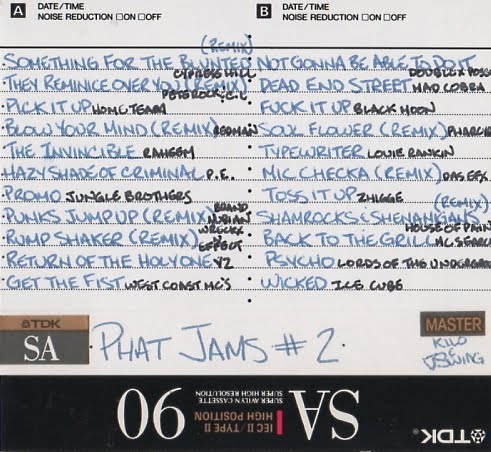 A DATE/TIME
NOISE REDUCTION □ON □OFF
(REMIX)
SOMETHING FOR THE BLUNTED CYPRESS HILL
THEY REMINICE OVER YOU (REMIX) PETE ROCK & C.L.
PICK IT UP HOME TEAM
BLOW YOUR MIND (REMIX) REDMAN
THE INVINCIBLE RAHEEM
HAZY SHADE OF CRIMINAL P.E.
PROMO JUNGLE BROTHERS
PUNKS JUMP UP (REMIX) BRAND NUBIAN
RUMP SHAKER (REMIX) WRECKX EFFECT
RETURN OF THE HOLY ONE YZ
GET THE FIST WEST COAST MC'S
B DATE/TIME
NOISE REDUCTION □ON □OFF
NOT GONNA BE ABLE TO DO IT DOUBLE X POSSE
DEAD END STREET MAD COBRA
FUCK IT UP BLACK MOON
SOUL FLOWER (REMIX) PHARCIDE
TYPEWRITER LOUIE RANKIN
MIC CHECKA (REMIX) DAS EFX
TOSS IT UP ZHIGGE
(REMIX)
SHAMROCKS & SHENANIGANS HOUSE OF PAIN
BACK TO THE GRILL MC SERCH
PSYCHO LORDS OF THE UNDERGROUND
WICKED ICE CUBE
TDK
SA
PHAT JAMS # 2
MASTER
KILO
&
J SWING
SA 90
IEC II / TYPE II
HIGH POSITION
SUPER AVILYN CASSETTE
SUPER HIGH RESOLUTION
TDK